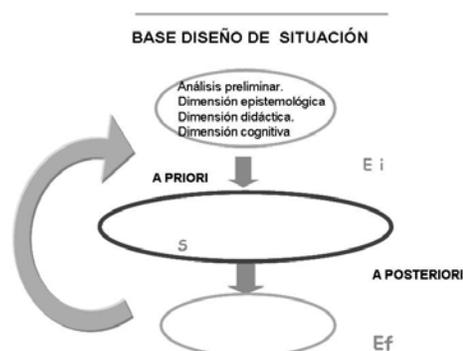 BASE DISEÑO DE SITUACIÓN
Análisis preliminar.
Dimensión epistemológica
Dimensión didáctica.
Dimensión cognitiva
E i
A PRIORI
S
A POSTERIORI
Ef